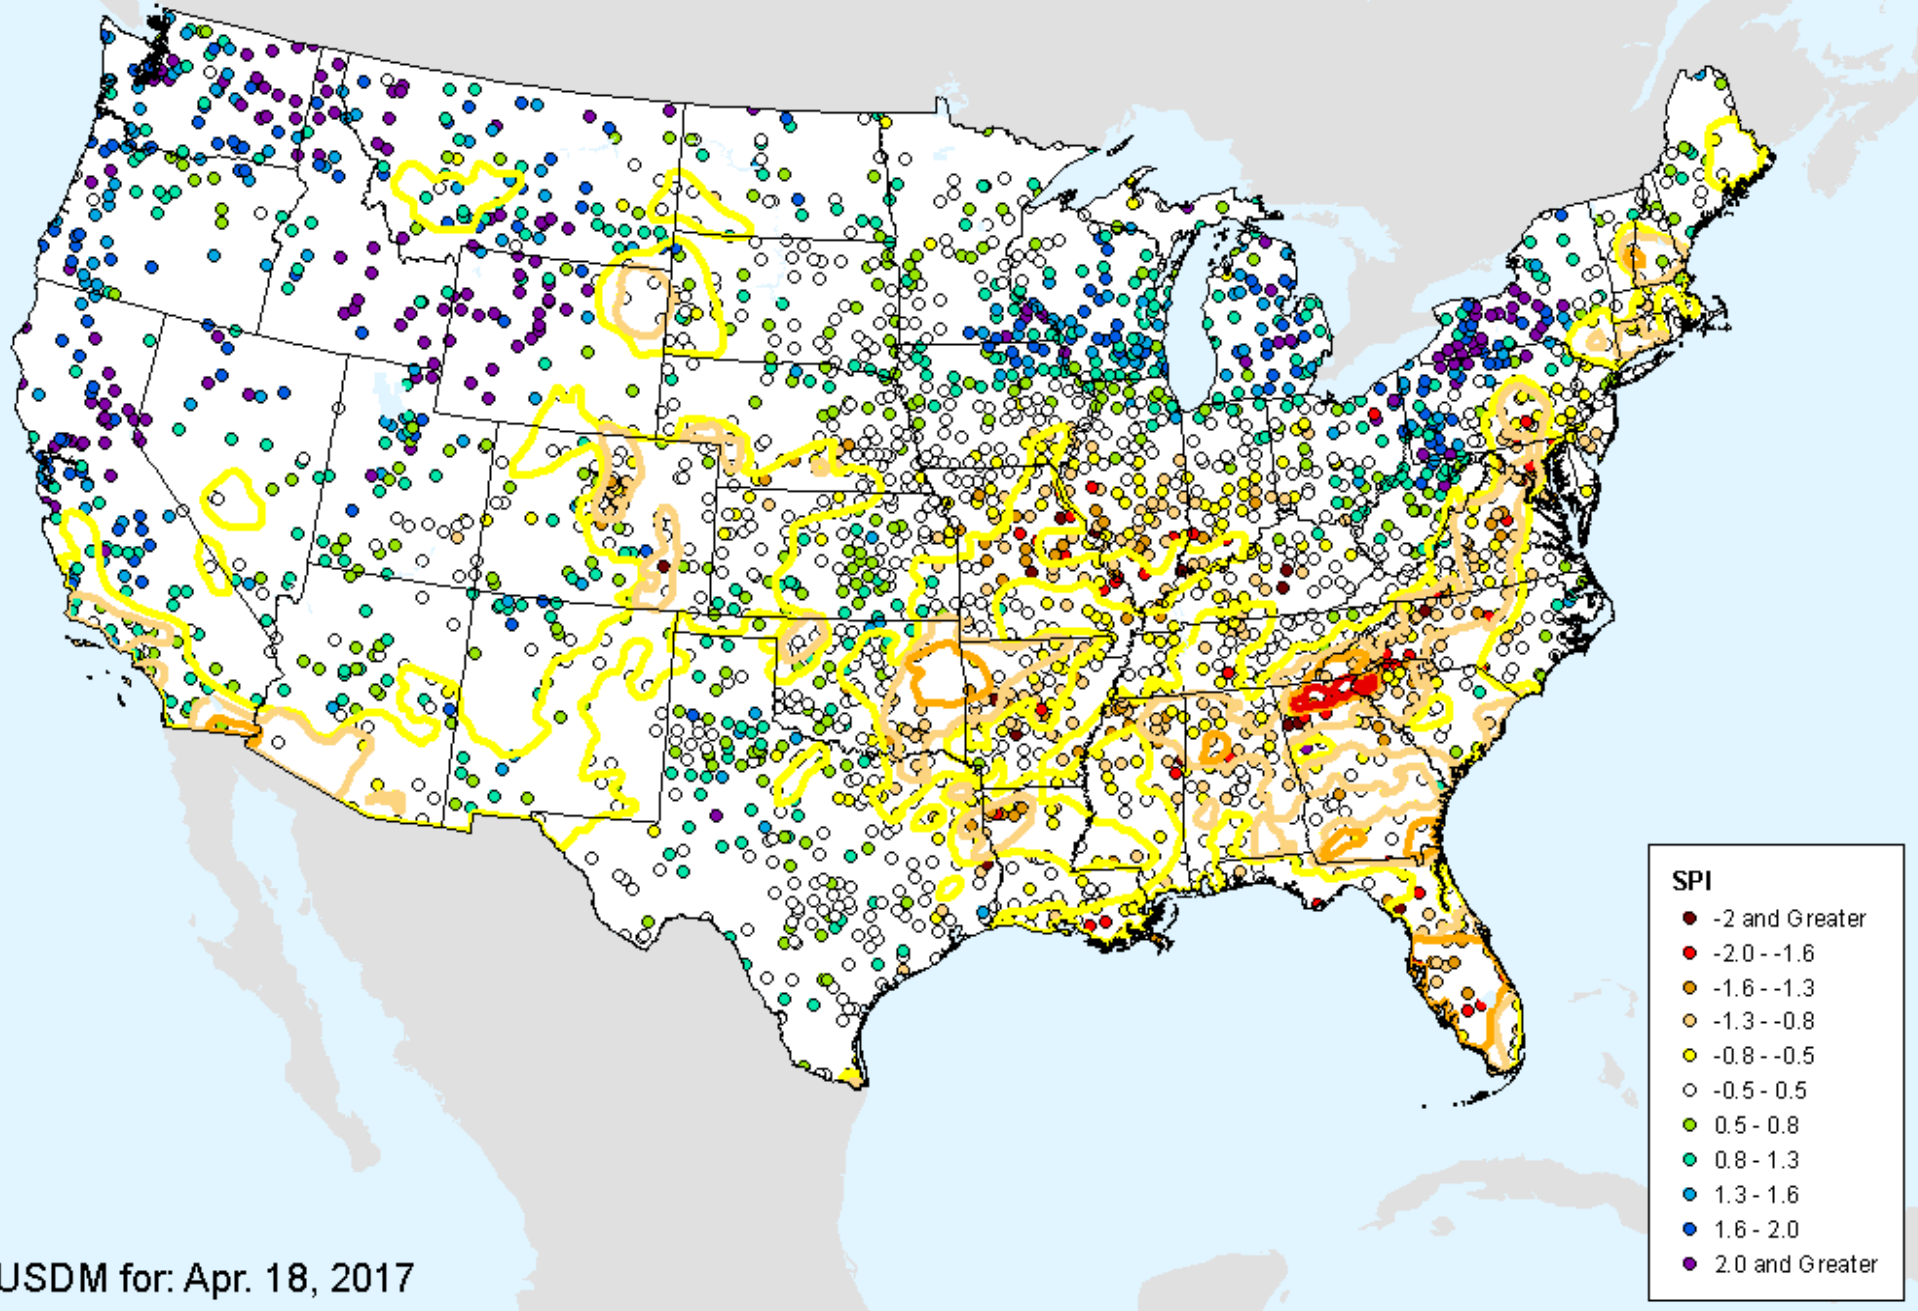 SPI
-2 and Greater
-2.0 - -1.6
-1.6 - -1.3
-1.3 - -0.8
-0.8 - -0.5
-0.5 - 0.5
0.5 - 0.8
0.8 - 1.3
1.3 - 1.6
1.6 - 2.0
2.0 and Greater
USDM for: Apr. 18, 2017